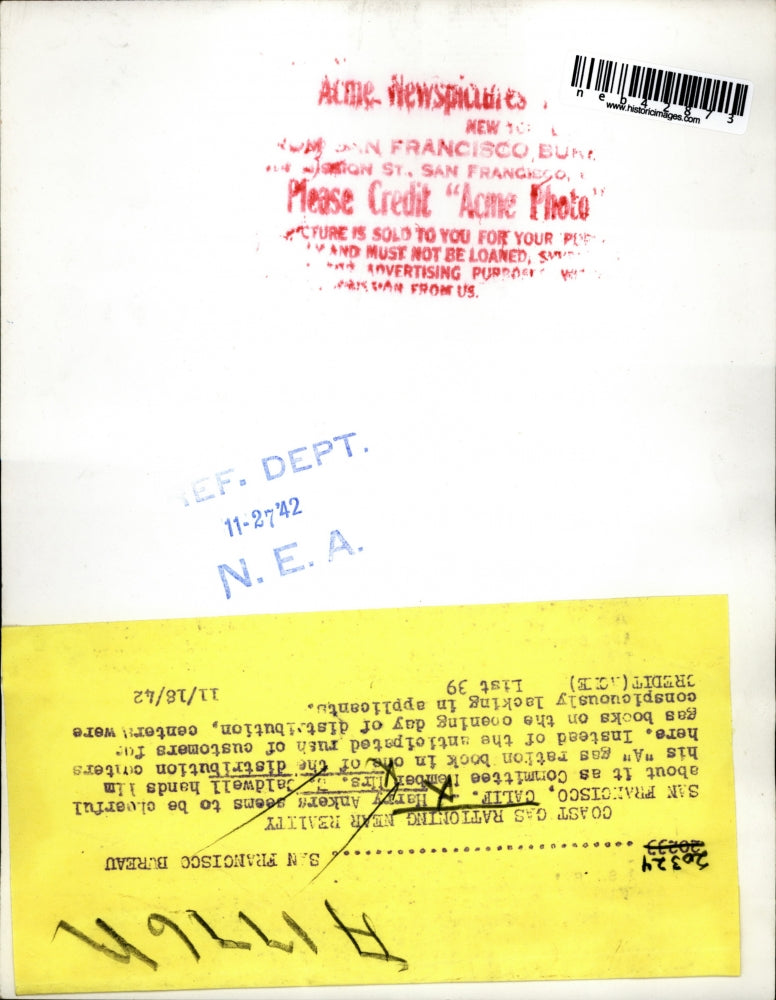 Acme Newspictures
NEW
SAN FRANCISCO
ST., SAN FRANCISCO,
Please Credit "Acme Photo"
PICTURE IS SOLD TO YOU FOR YOUR
AND MUST NOT BE LOANED,
ADVERTISING
FROM US.
neb42873
www.historicimages.com
REF. DEPT.
11-27'42
N.E.A.
20324
SAN FRANCISCO BUREAU
COAST GAS RATIONING NEAR REALITY
SAN FRANCISCO, CALIF. Harry Ankers seems to be cheerful
about it as Committee Member Mrs. Caldwell hands him
his "A" gas ration book in one of the distribution centers
here. Instead of the anticipated rush of customers for
gas books on the opening day of distribution, centers were
conspicuously lacking in applicants.
CREDIT(ACME) List 39 11/18/42